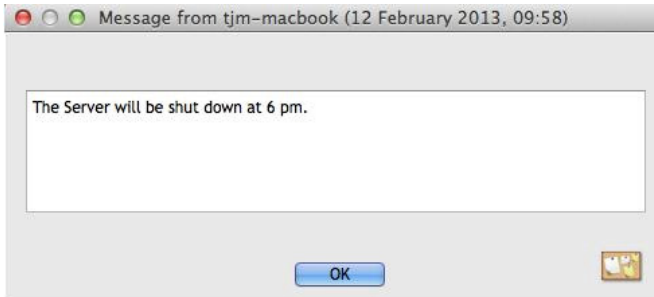 Message from tjm-macbook (12 February 2013, 09:58)
The Server will be shut down at 6 pm.
OK